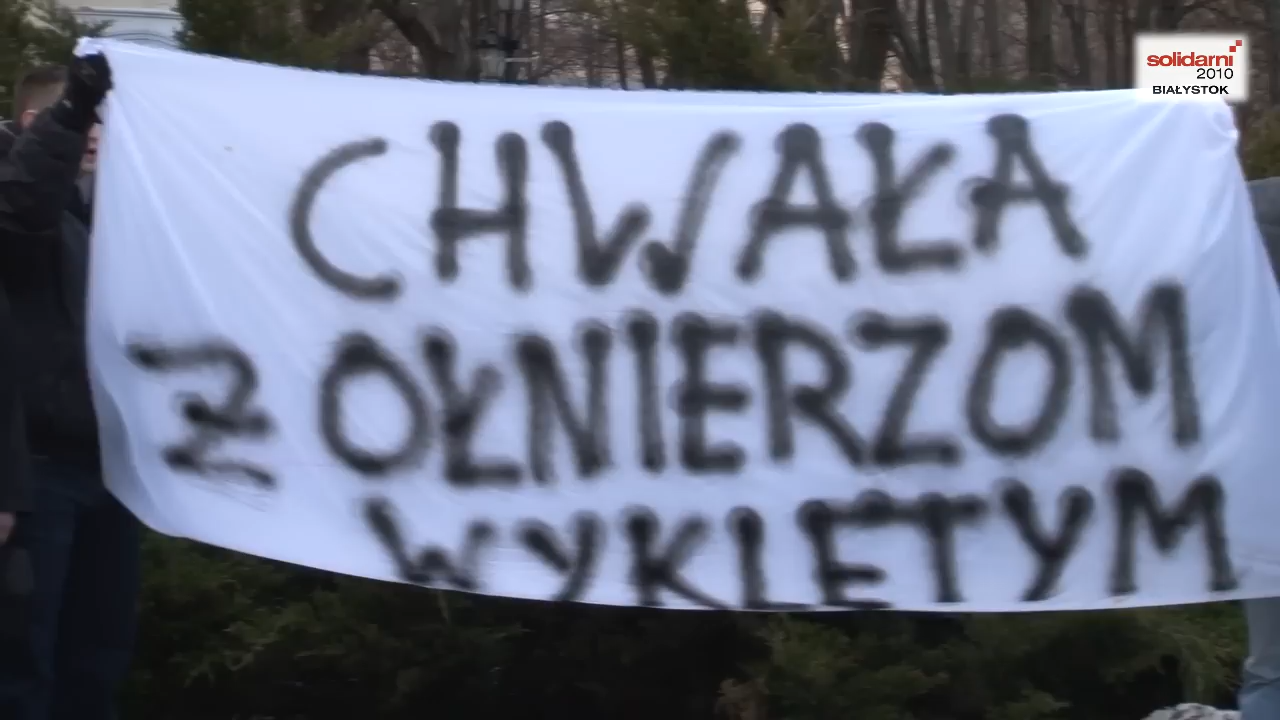 solidarni
2010
BIAŁYSTOK
CHWAŁA
ŻOŁNIERZOM
WYKLĘTYM